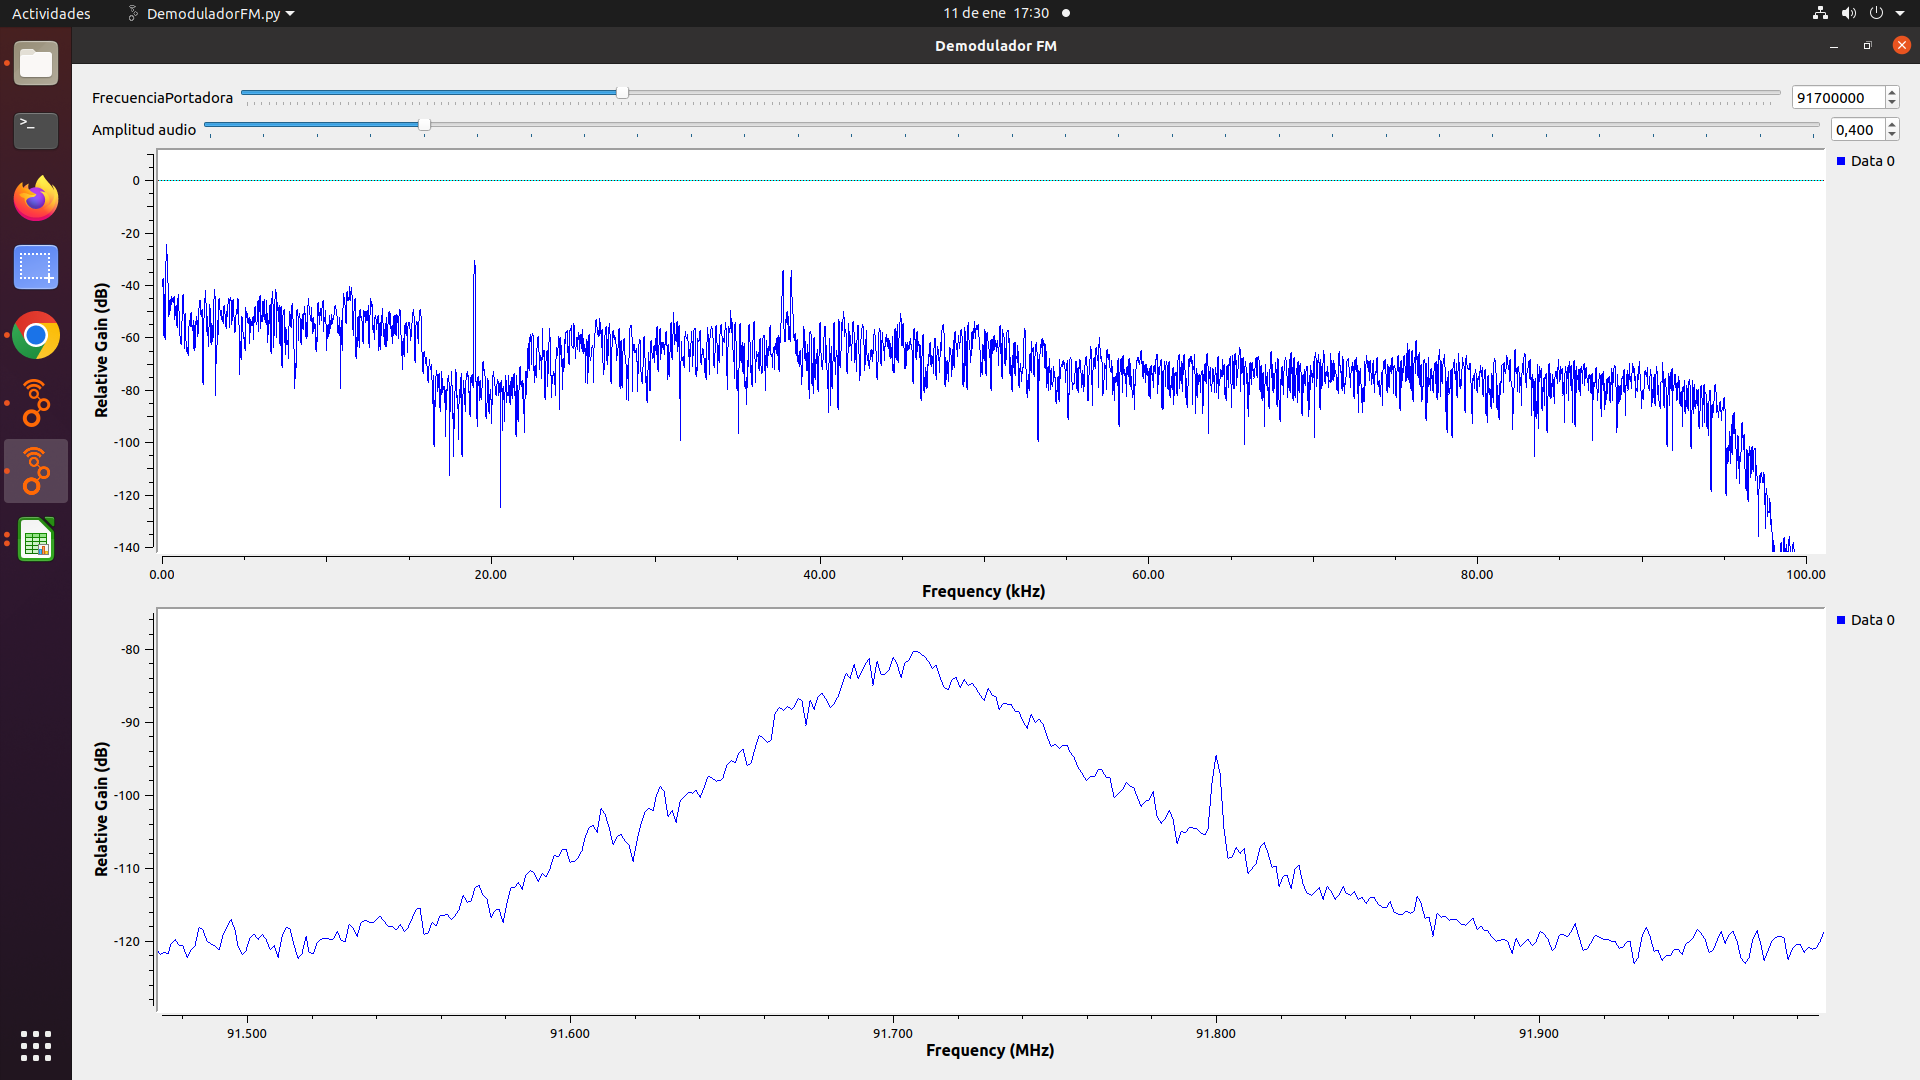 Actividades DemoduladorFM.py 11 de ene 17:30
Demodulador FM
FrecuenciaPortadora 91700000
Amplitud audio 0,400
Data 0
0
-20
-40
-60
-80
-100
-120
-140
Relative Gain (dB)
0.00 20.00 40.00 60.00 80.00 100.00
Frequency (kHz)
Data 0
-80
-90
-100
-110
-120
Relative Gain (dB)
91.500 91.600 91.700 91.800 91.900
Frequency (MHz)